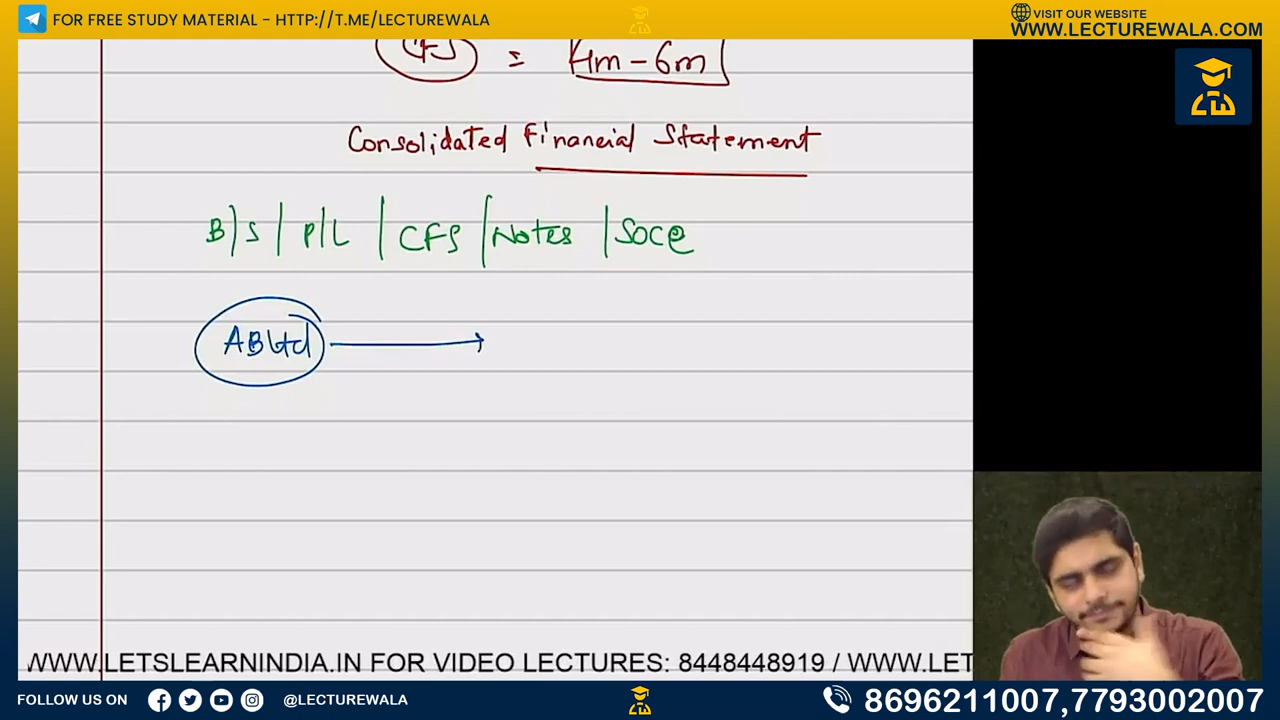 FOR FREE STUDY MATERIAL - HTTP://T.ME/LECTUREWALA
VISIT OUR WEBSITE
WWW.LECTUREWALA.COM
CFS = 4m - 6m
Consolidated Financial Statement
B/S | P/L | CFS | Notes | SOCE
AB Ltd
WWW.LETSLEARNINDIA.IN FOR VIDEO LECTURES: 8448448919 / WWW.LET
FOLLOW US ON
@LECTUREWALA
8696211007,7793002007